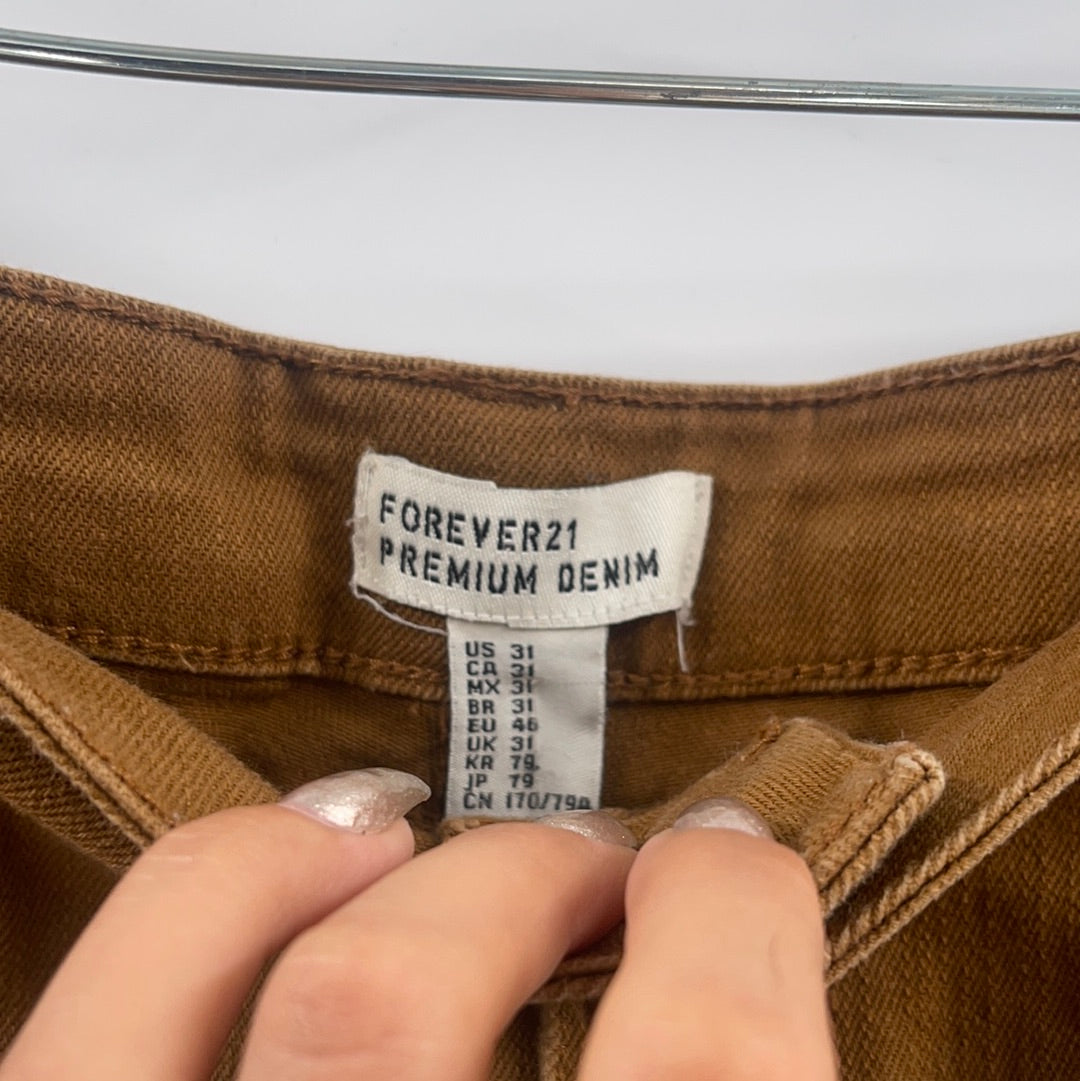 FOREVER21
PREMIUM DENIM
US 31
CA 31
MX 31
BR 31
EU 46
UK 31
KR 79
JP 79
CN 170/79A